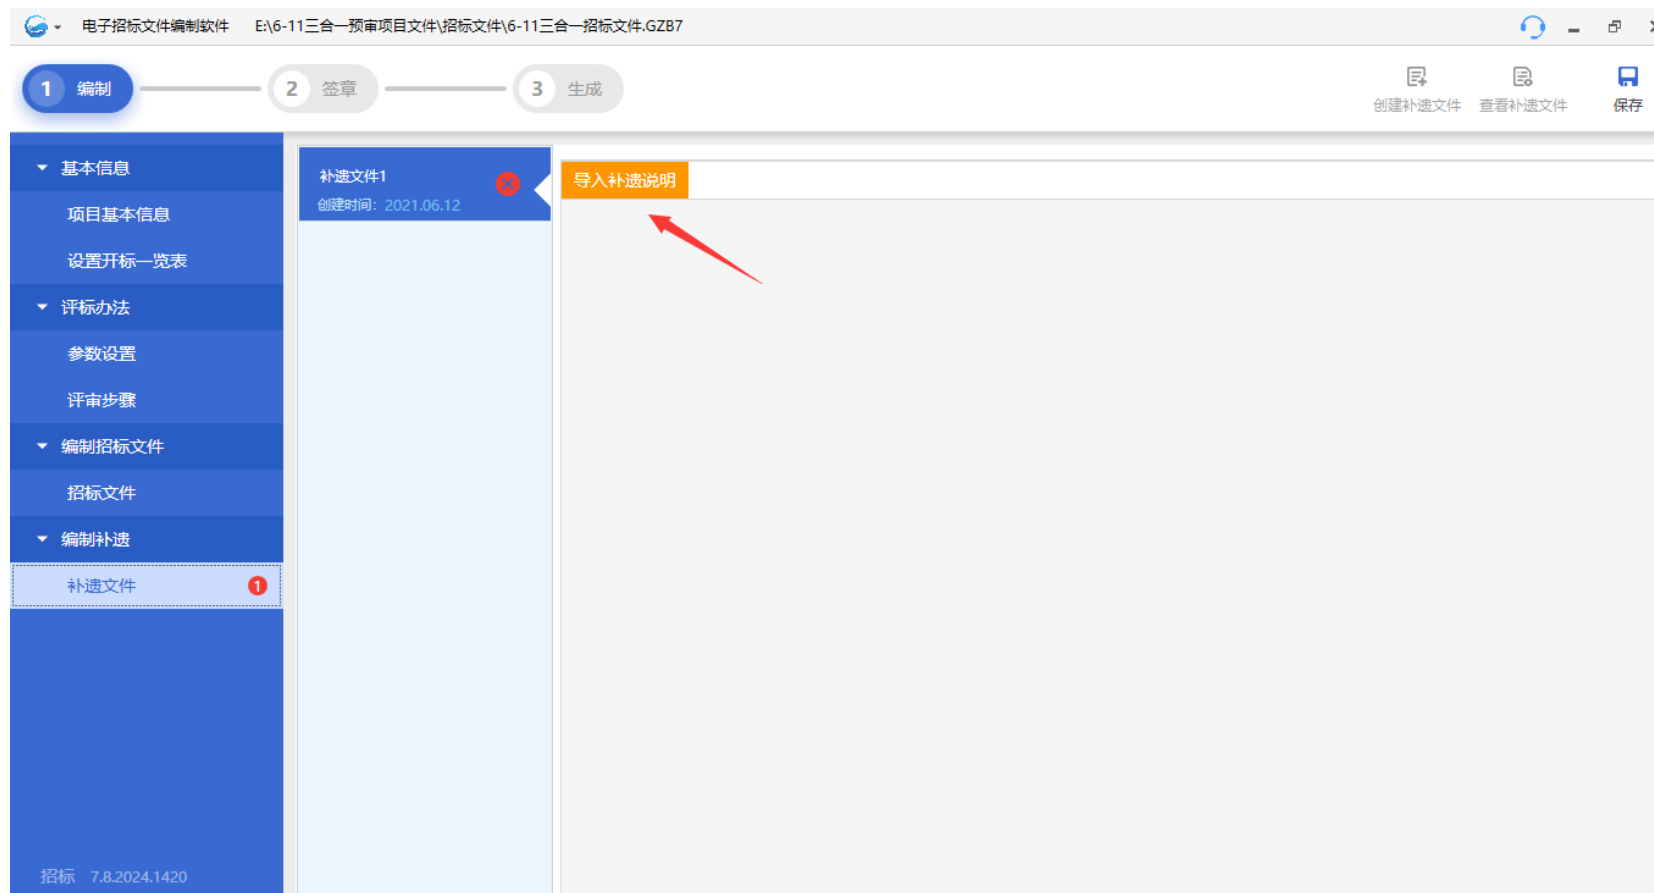 电子招标文件编制软件 E:\6-11三合一预审项目文件\招标文件\6-11三合一招标文件.GZB7
1 编制 2 签章 3 生成
创建补遗文件 查看补遗文件 保存
基本信息
项目基本信息
设置开标一览表
评标办法
参数设置
评审步骤
编制招标文件
招标文件
编制补遗
补遗文件 1
招标 7.8.2024.1420
补遗文件1
创建时间：2021.06.12
导入补遗说明